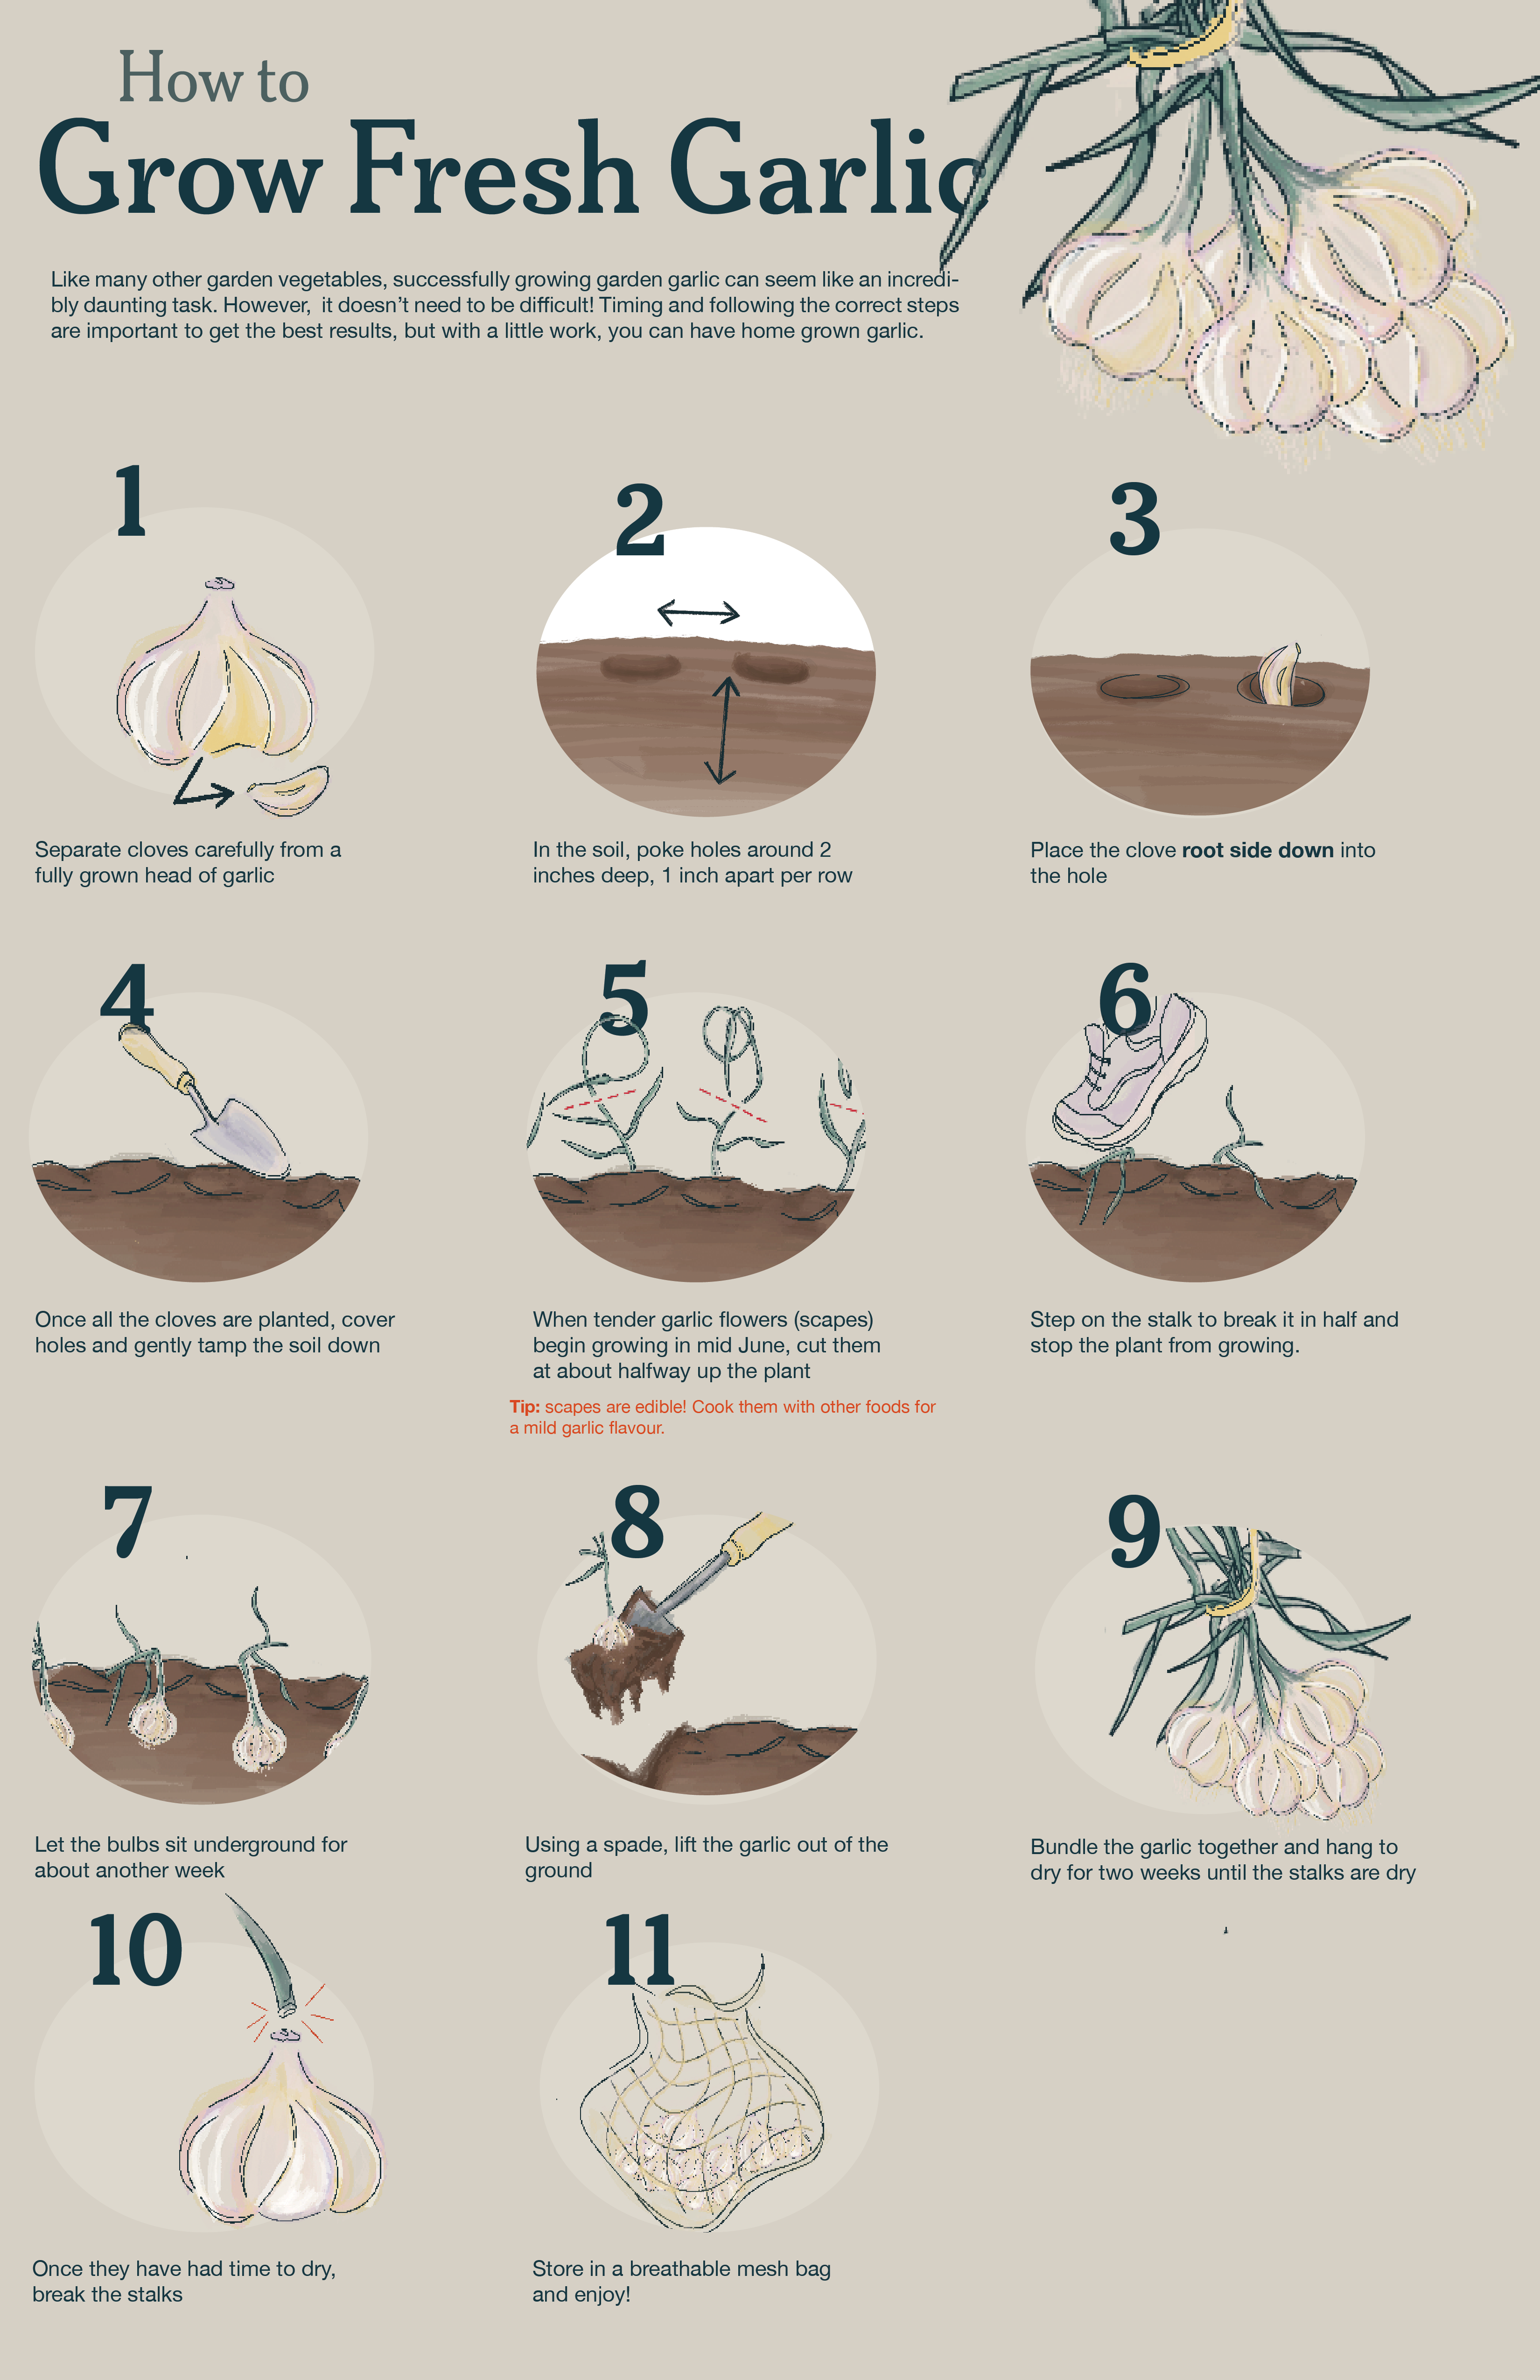 How to
Grow Fresh Garlic
Like many other garden vegetables, successfully growing garden garlic can seem like an incredi-
bly daunting task. However,  it doesn't need to be difficult! Timing and following the correct steps
are important to get the best results, but with a little work, you can have home grown garlic.
1
2
3
Separate cloves carefully from a
fully grown head of garlic
In the soil, poke holes around 2
inches deep, 1 inch apart per row
Place the clove root side down into
the hole
4
5
6
Once all the cloves are planted, cover
holes and gently tamp the soil down
When tender garlic flowers (scapes)
begin growing in mid June, cut them
at about halfway up the plant
Tip: scapes are edible! Cook them with other foods for
a mild garlic flavour.
Step on the stalk to break it in half and
stop the plant from growing.
7
8
9
Let the bulbs sit underground for
about another week
Using a spade, lift the garlic out of the
ground
Bundle the garlic together and hang to
dry for two weeks until the stalks are dry
10
11
Once they have had time to dry,
break the stalks
Store in a breathable mesh bag
and enjoy!